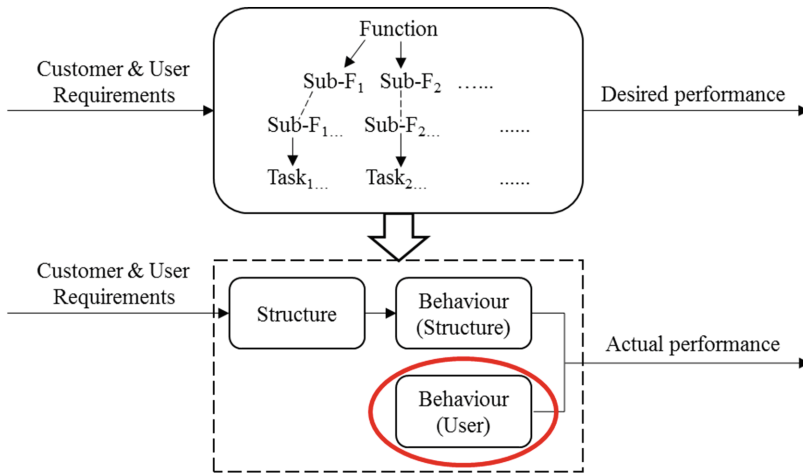 Function
Customer & User
Requirements
Sub-F₁ Sub-F₂ ......
Desired performance
Sub-F₁... Sub-F₂... ......
Task₁... Task₂... ......
Customer & User
Requirements
Structure
Behaviour
(Structure)
Actual performance
Behaviour
(User)